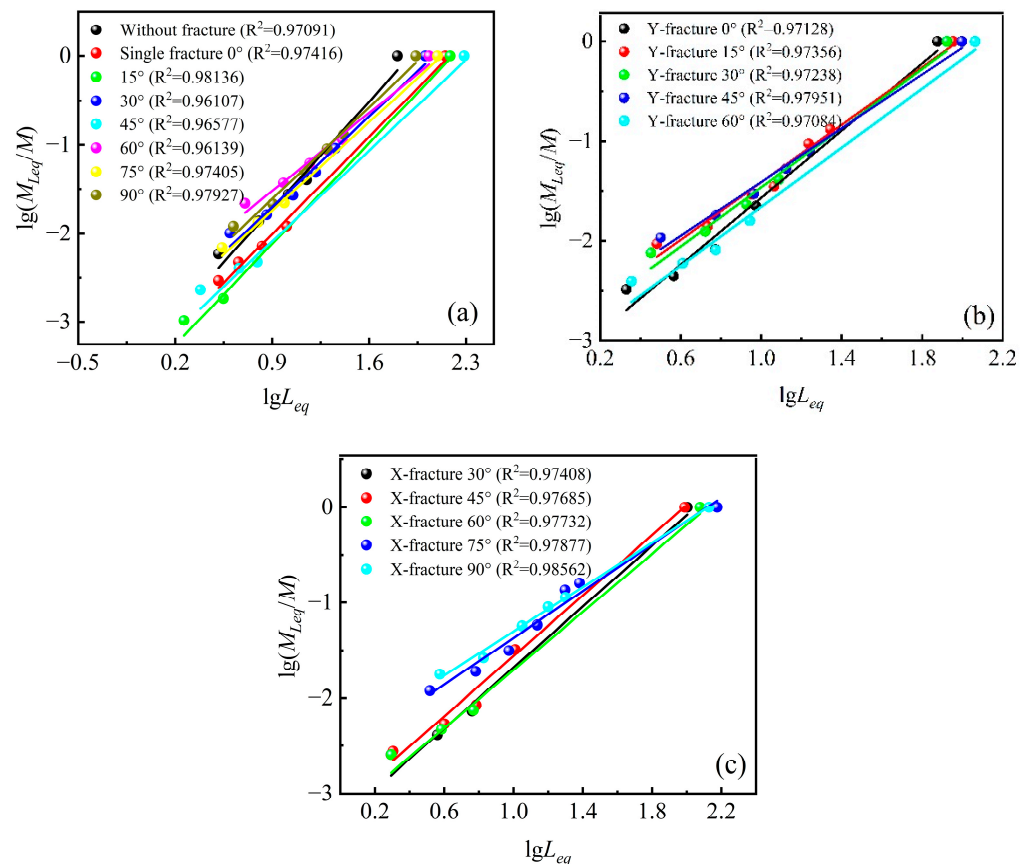 Without fracture (R²=0.97091)
Single fracture 0° (R²=0.97416)
15° (R²=0.98136)
30° (R²=0.96107)
45° (R²=0.96577)
60° (R²=0.96139)
75° (R²=0.97405)
90° (R²=0.97927)
0
−1
−2
−3
lg(M_Leq/M)
(a)
−0.5 0.2 0.9 1.6 2.3
lgL_eq
Y-fracture 0° (R²=0.97128)
Y-fracture 15° (R²=0.97356)
Y-fracture 30° (R²=0.97238)
Y-fracture 45° (R²=0.97951)
Y-fracture 60° (R²=0.97084)
0
−1
−2
−3
lg(M_Leq/M)
(b)
0.2 0.6 1.0 1.4 1.8 2.2
lgL_eq
X-fracture 30° (R²=0.97408)
X-fracture 45° (R²=0.97685)
X-fracture 60° (R²=0.97732)
X-fracture 75° (R²=0.97877)
X-fracture 90° (R²=0.98562)
0
−1
−2
−3
lg(M_Leq/M)
(c)
0.2 0.6 1.0 1.4 1.8 2.2
lgL_eq